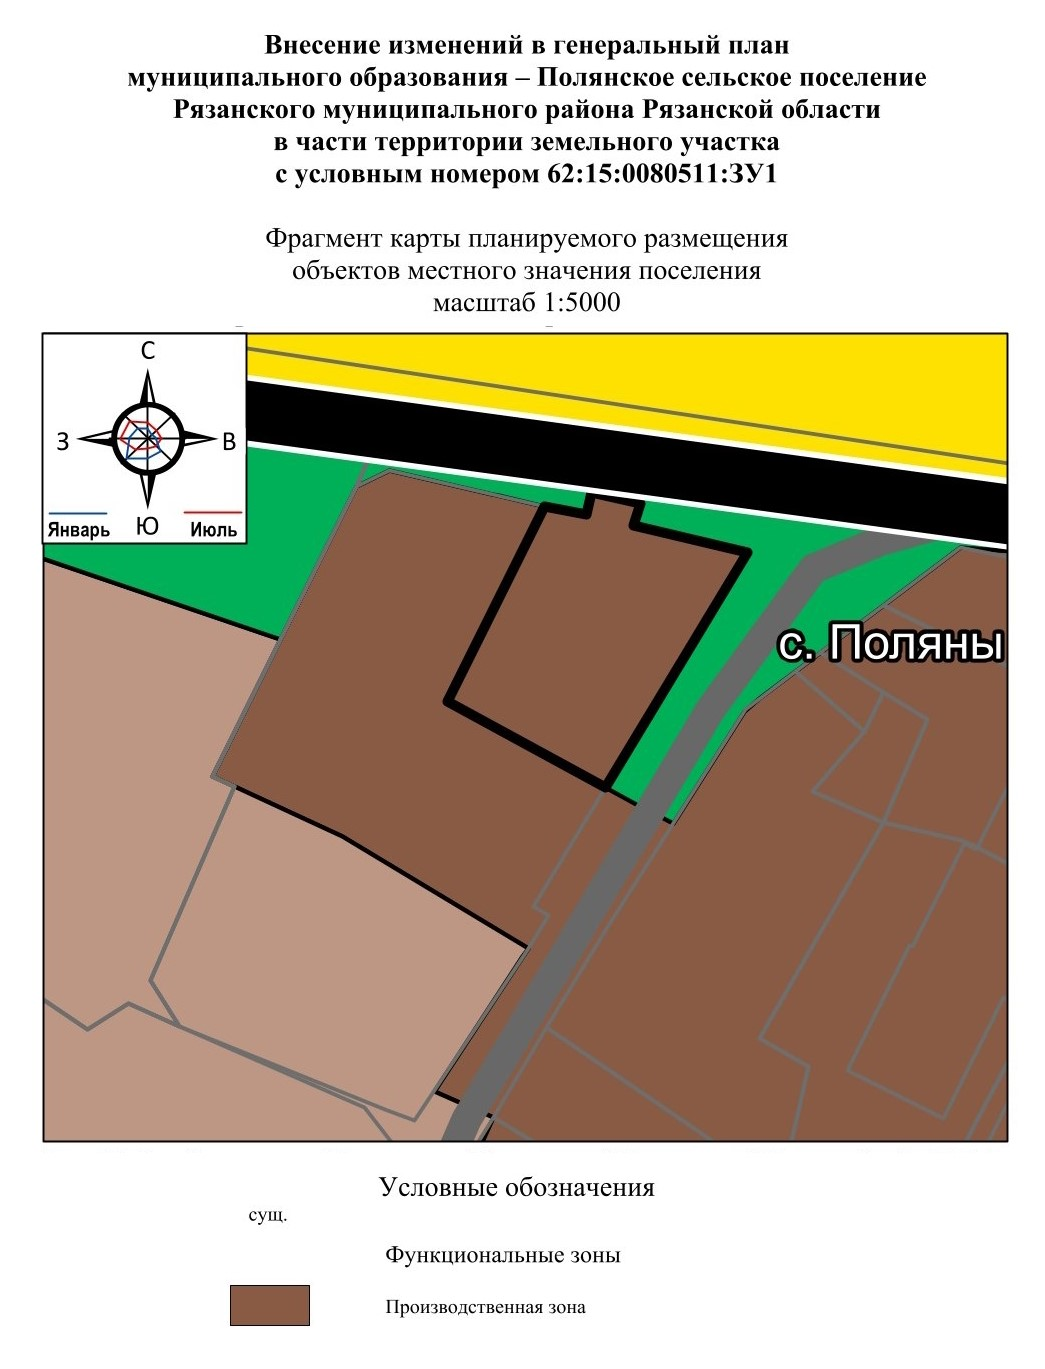 Внесение изменений в генеральный план
муниципального образования – Полянское сельское поселение
Рязанского муниципального района Рязанской области
в части территории земельного участка
с условным номером 62:15:0080511:ЗУ1
Фрагмент карты планируемого размещения
объектов местного значения поселения
масштаб 1:5000
С
З
В
Январь
Ю
Июль
с. Поляны
Условные обозначения
сущ.
Функциональные зоны
Производственная зона